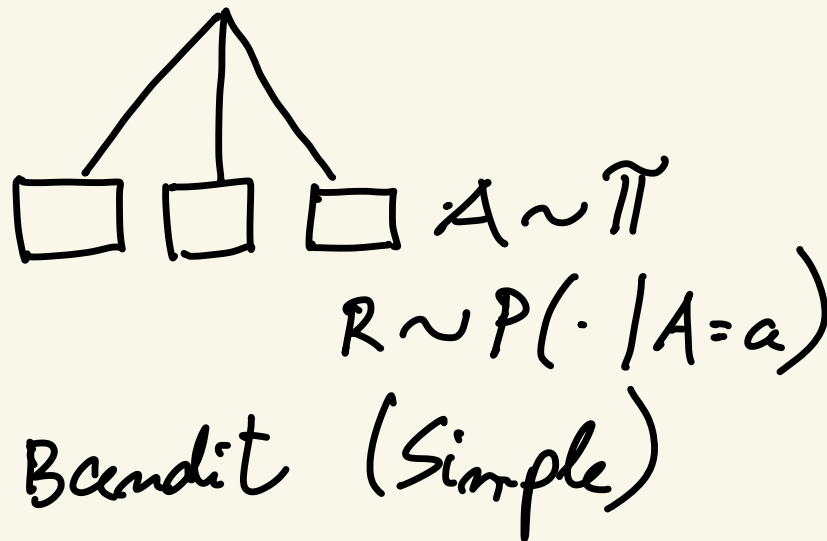 A ~ π
R ~ P(· | A = a)
Bandit (Simple)